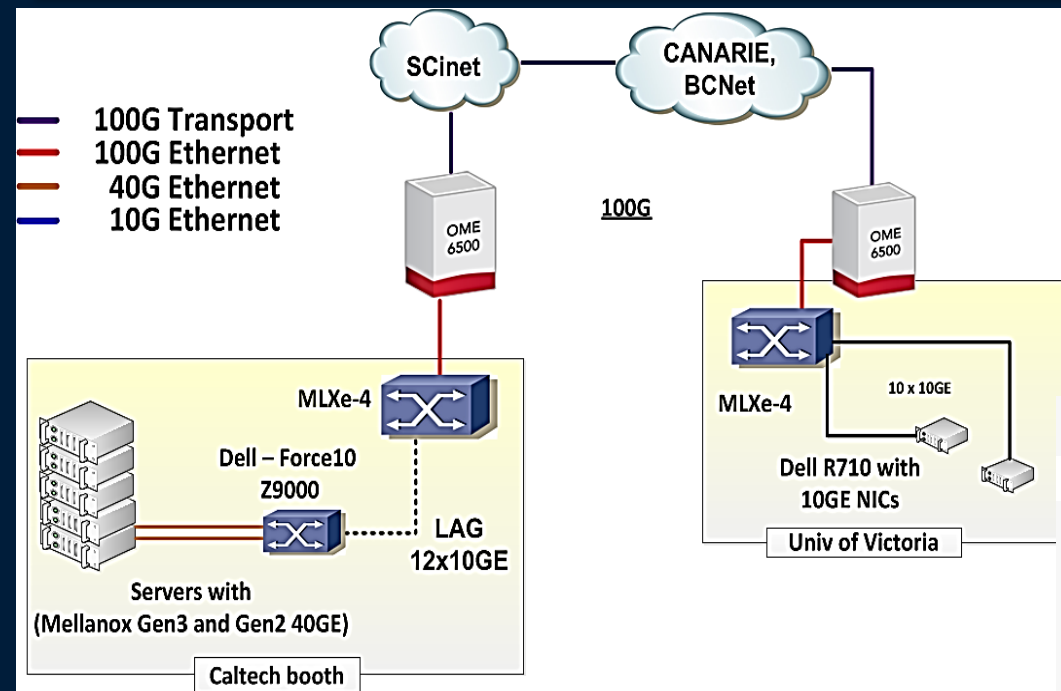 SCinet
CANARIE,
BCNet
100G Transport
100G Ethernet
40G Ethernet
10G Ethernet
OME
6500
100G
OME
6500
MLXe-4
Dell – Force10
Z9000
LAG
12x10GE
Servers with
(Mellanox Gen3 and Gen2 40GE)
Caltech booth
MLXe-4
10 x 10GE
Dell R710 with
10GE NICs
Univ of Victoria